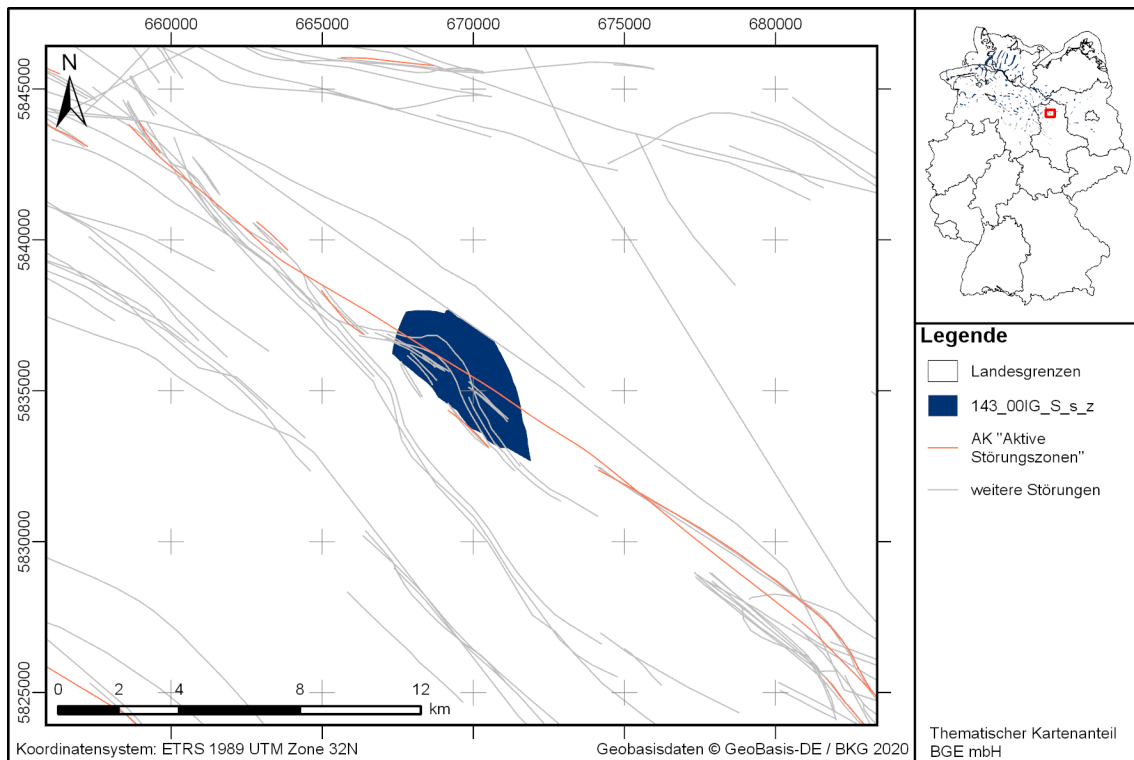 660000
665000
670000
675000
680000
5845000
5840000
5835000
5830000
5825000
N
0
2
4
8
12
km
Koordinatensystem: ETRS 1989 UTM Zone 32N
Geobasisdaten © GeoBasis-DE / BKG 2020
Legende
Landesgrenzen
143_00IG_S_s_z
AK "Aktive
Störungszonen"
weitere Störungen
Thematischer Kartenanteil
BGE mbH